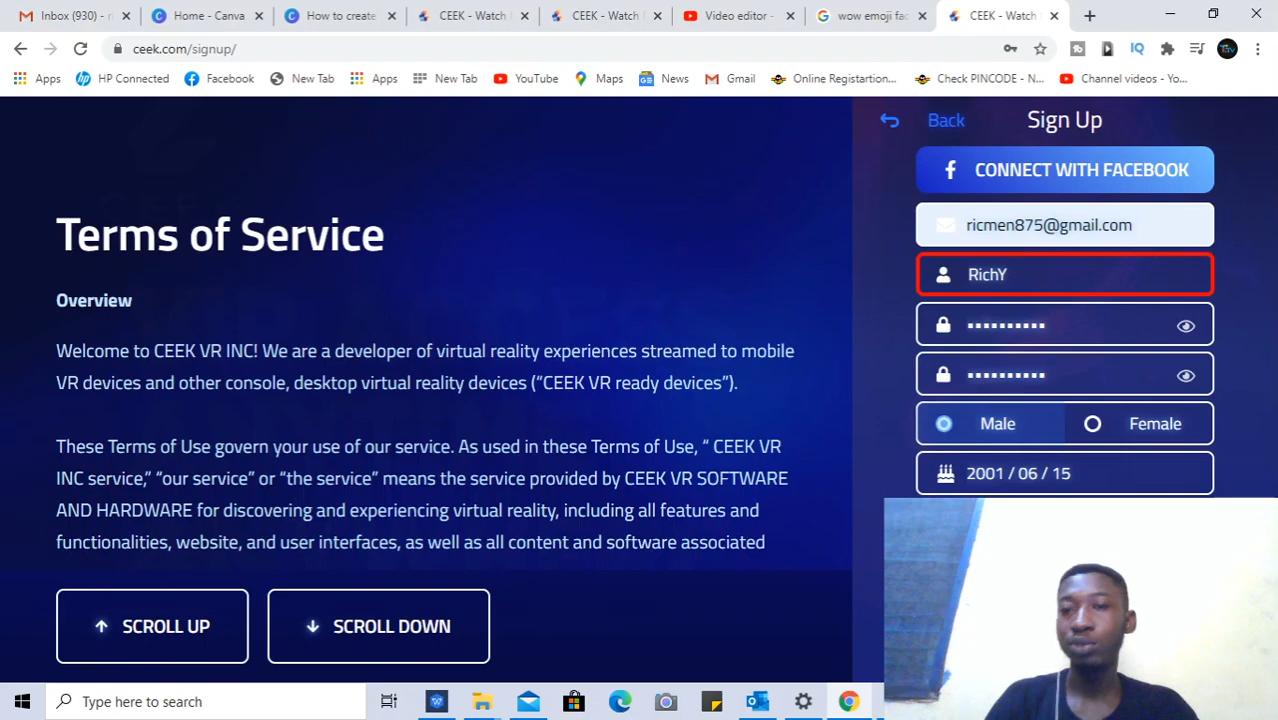 Inbox (930) - ri
Home - Canva
How to create
CEEK - Watch
CEEK - Watch
Video editor -
wow emoji fac
CEEK - Watch
ceek.com/signup/
Apps
HP Connected
Facebook
New Tab
Apps
New Tab
YouTube
Maps
News
Gmail
Online Registartion...
Check PINCODE - N...
Channel videos - Yo...
Back
Sign Up
CONNECT WITH FACEBOOK
ricmen875@gmail.com
RichY
Male
Female
2001 / 06 / 15
Terms of Service
Overview
Welcome to CEEK VR INC! We are a developer of virtual reality experiences streamed to mobile
VR devices and other console, desktop virtual reality devices (“CEEK VR ready devices”).
These Terms of Use govern your use of our service. As used in these Terms of Use, “ CEEK VR
INC service,” “our service” or “the service” means the service provided by CEEK VR SOFTWARE
AND HARDWARE for discovering and experiencing virtual reality, including all features and
functionalities, website, and user interfaces, as well as all content and software associated
SCROLL UP
SCROLL DOWN
Type here to search